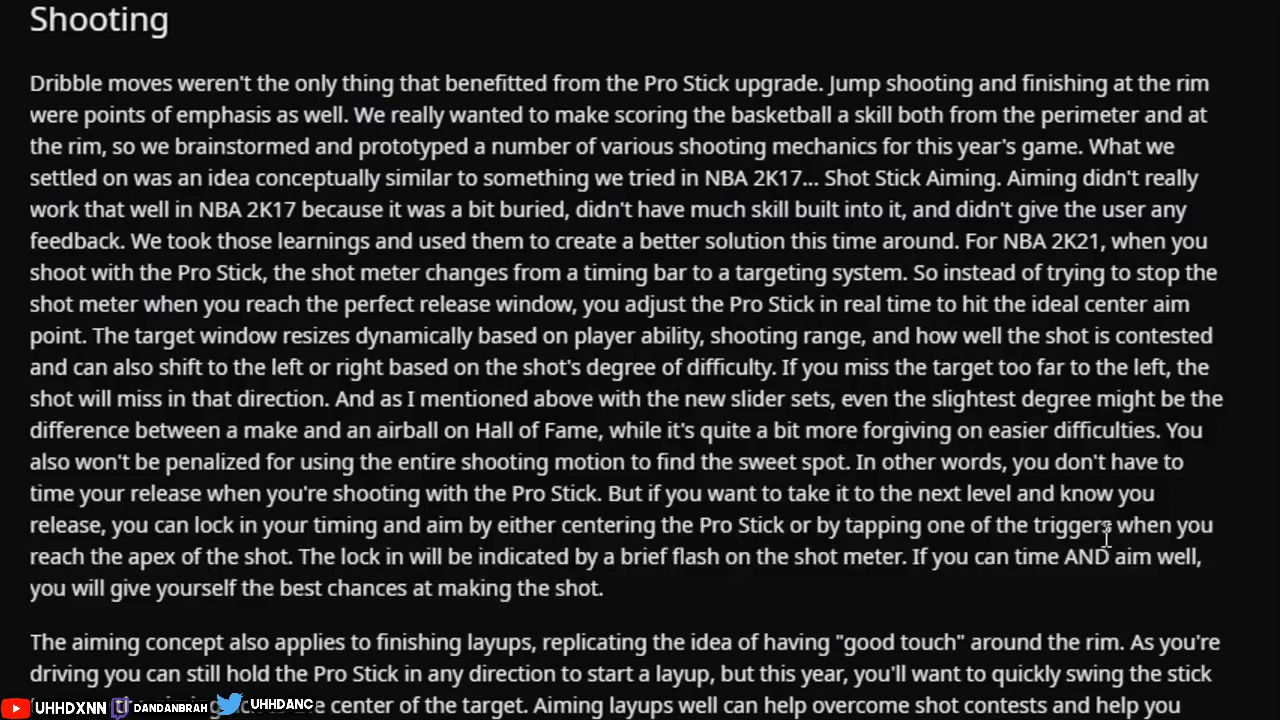 Shooting
Dribble moves weren't the only thing that benefitted from the Pro Stick upgrade. Jump shooting and finishing at the rim
were points of emphasis as well. We really wanted to make scoring the basketball a skill both from the perimeter and at
the rim, so we brainstormed and prototyped a number of various shooting mechanics for this year's game. What we
settled on was an idea conceptually similar to something we tried in NBA 2K17... Shot Stick Aiming. Aiming didn't really
work that well in NBA 2K17 because it was a bit buried, didn't have much skill built into it, and didn't give the user any
feedback. We took those learnings and used them to create a better solution this time around. For NBA 2K21, when you
shoot with the Pro Stick, the shot meter changes from a timing bar to a targeting system. So instead of trying to stop the
shot meter when you reach the perfect release window, you adjust the Pro Stick in real time to hit the ideal center aim
point. The target window resizes dynamically based on player ability, shooting range, and how well the shot is contested
and can also shift to the left or right based on the shot's degree of difficulty. If you miss the target too far to the left, the
shot will miss in that direction. And as I mentioned above with the new slider sets, even the slightest degree might be the
difference between a make and an airball on Hall of Fame, while it's quite a bit more forgiving on easier difficulties. You
also won't be penalized for using the entire shooting motion to find the sweet spot. In other words, you don't have to
time your release when you're shooting with the Pro Stick. But if you want to take it to the next level and know you
release, you can lock in your timing and aim by either centering the Pro Stick or by tapping one of the triggers when you
reach the apex of the shot. The lock in will be indicated by a brief flash on the shot meter. If you can time AND aim well,
you will give yourself the best chances at making the shot.
The aiming concept also applies to finishing layups, replicating the idea of having "good touch" around the rim. As you're
driving you can still hold the Pro Stick in any direction to start a layup, but this year, you'll want to quickly swing the stick
center of the target. Aiming layups well can help overcome shot contests and help you
UHHDXNN DANDANBRAH UHHDANC